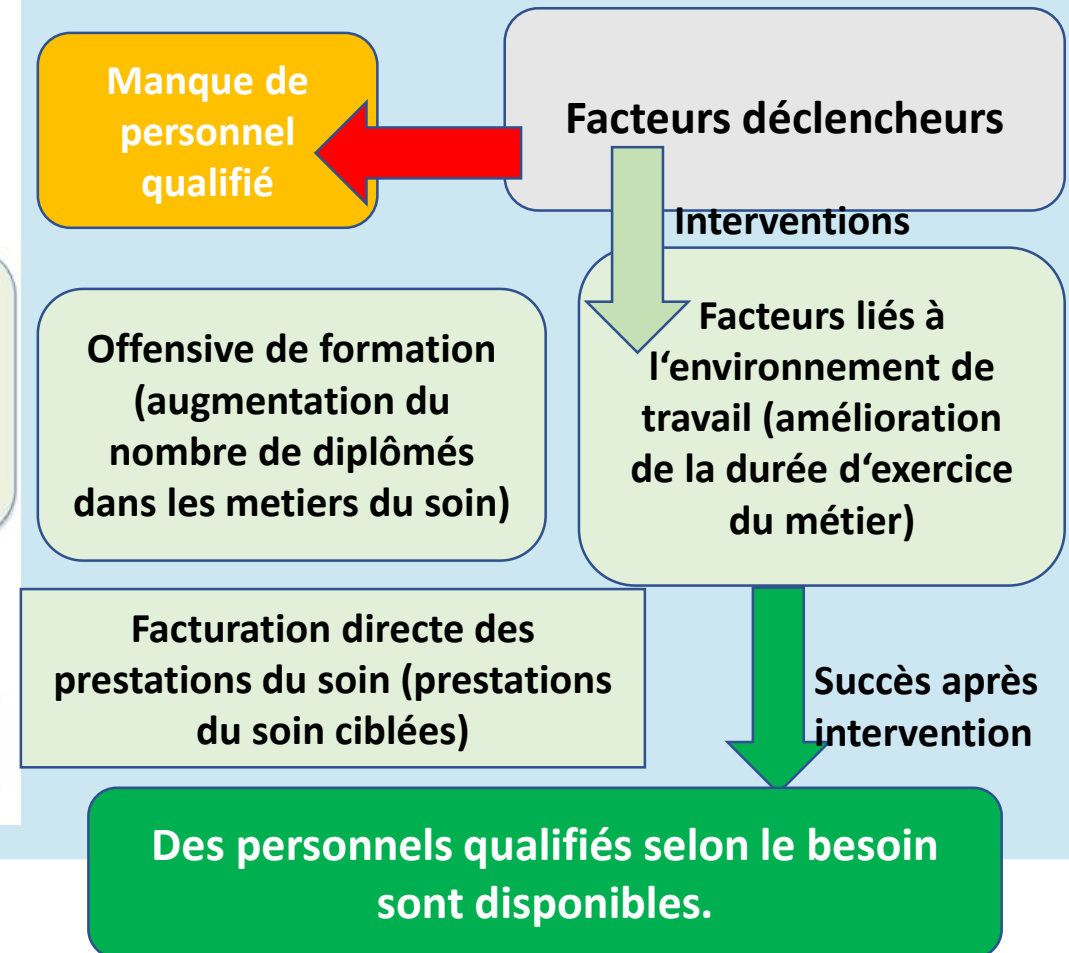 Manque de
personnel
qualifié
Facteurs déclencheurs
Interventions
Offensive de formation
(augmentation du
nombre de diplômés
dans les metiers du soin)
Facteurs liés à
l‘environnement de
travail (amélioration
de la durée d‘exercice
du métier)
Facturation directe des
prestations du soin (prestations
du soin ciblées)
Succès après
intervention
Des personnels qualifiés selon le besoin
sont disponibles.